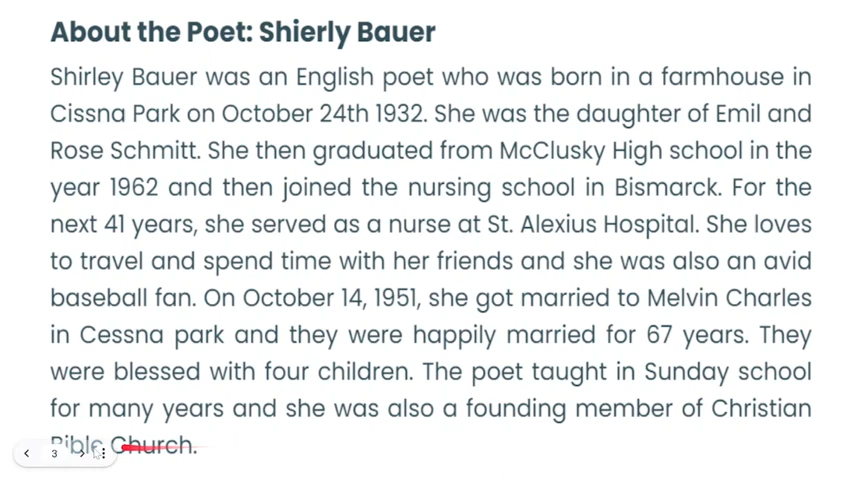 About the Poet: Shierly Bauer
Shirley Bauer was an English poet who was born in a farmhouse in
Cissna Park on October 24th 1932. She was the daughter of Emil and
Rose Schmitt. She then graduated from McClusky High school in the
year 1962 and then joined the nursing school in Bismarck. For the
next 41 years, she served as a nurse at St. Alexius Hospital. She loves
to travel and spend time with her friends and she was also an avid
baseball fan. On October 14, 1951, she got married to Melvin Charles
in Cessna park and they were happily married for 67 years. They
were blessed with four children. The poet taught in Sunday school
for many years and she was also a founding member of Christian
Bible Church.
3